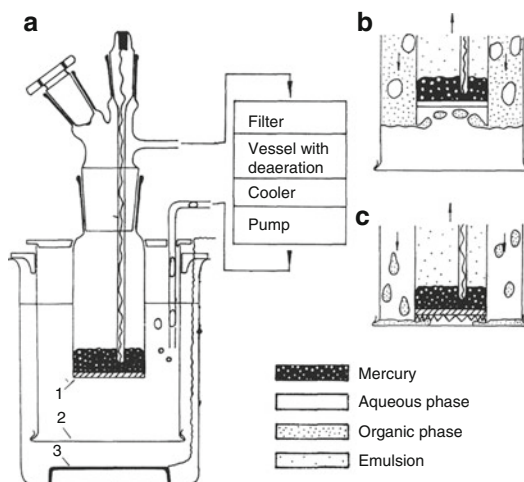 a
Filter
Vessel with
deaeration
Cooler
Pump
1
2
3
b
c
Mercury
Aqueous phase
Organic phase
Emulsion